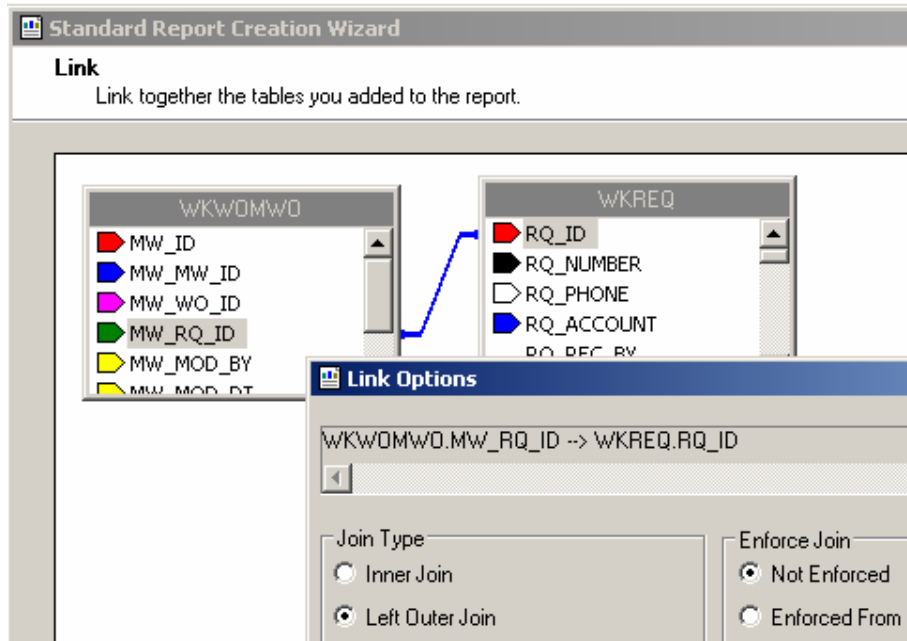 Standard Report Creation Wizard
Link
Link together the tables you added to the report.
WKWOMWO
MW_ID
MW_MW_ID
MW_WO_ID
MW_RQ_ID
MW_MOD_BY
MW_MOD_DT
WKREQ
RQ_ID
RQ_NUMBER
RQ_PHONE
RQ_ACCOUNT
RQ_REC_BY
Link Options
WKWOMWO.MW_RQ_ID --> WKREQ.RQ_ID
Join Type
Inner Join
Left Outer Join
Enforce Join
Not Enforced
Enforced From